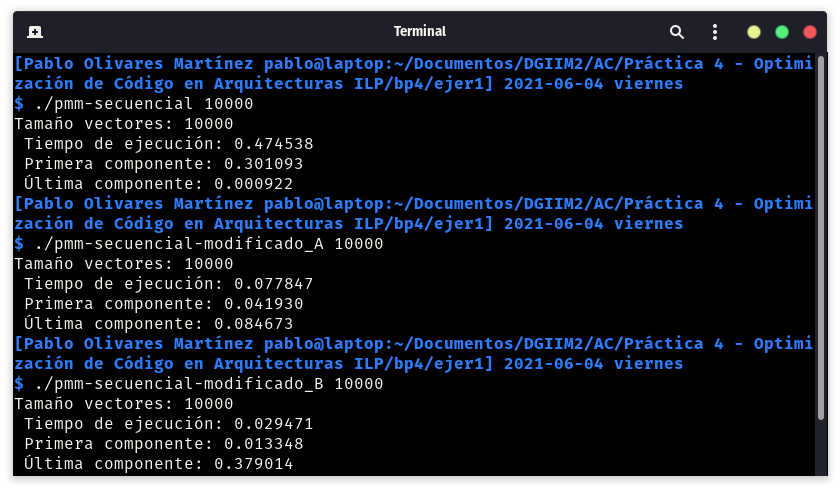 Terminal
[Pablo Olivares Martínez pablo@laptop:~/Documentos/DGIIM2/AC/Práctica 4 - Optimi
zación de Código en Arquitecturas ILP/bp4/ejer1] 2021-06-04 viernes
$ ./pmm-secuencial 10000
Tamaño vectores: 10000
 Tiempo de ejecución: 0.474538
 Primera componente: 0.301093
 Última componente: 0.000922
[Pablo Olivares Martínez pablo@laptop:~/Documentos/DGIIM2/AC/Práctica 4 - Optimi
zación de Código en Arquitecturas ILP/bp4/ejer1] 2021-06-04 viernes
$ ./pmm-secuencial-modificado_A 10000
Tamaño vectores: 10000
 Tiempo de ejecución: 0.077847
 Primera componente: 0.041930
 Última componente: 0.084673
[Pablo Olivares Martínez pablo@laptop:~/Documentos/DGIIM2/AC/Práctica 4 - Optimi
zación de Código en Arquitecturas ILP/bp4/ejer1] 2021-06-04 viernes
$ ./pmm-secuencial-modificado_B 10000
Tamaño vectores: 10000
 Tiempo de ejecución: 0.029471
 Primera componente: 0.013348
 Última componente: 0.379014